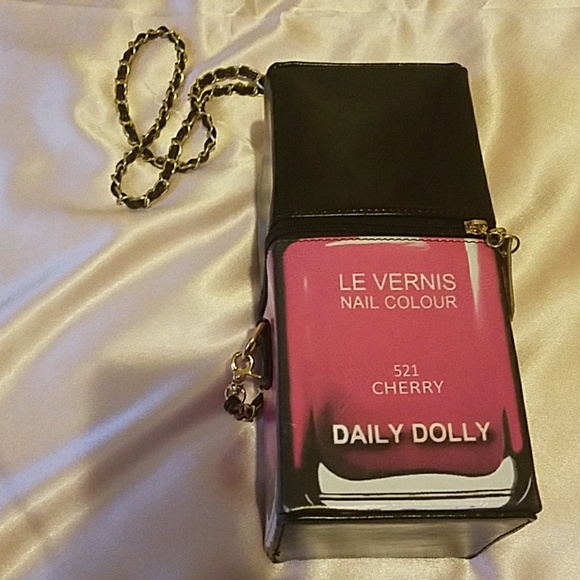 LE VERNIS
NAIL COLOUR
521
CHERRY
DAILY DOLLY